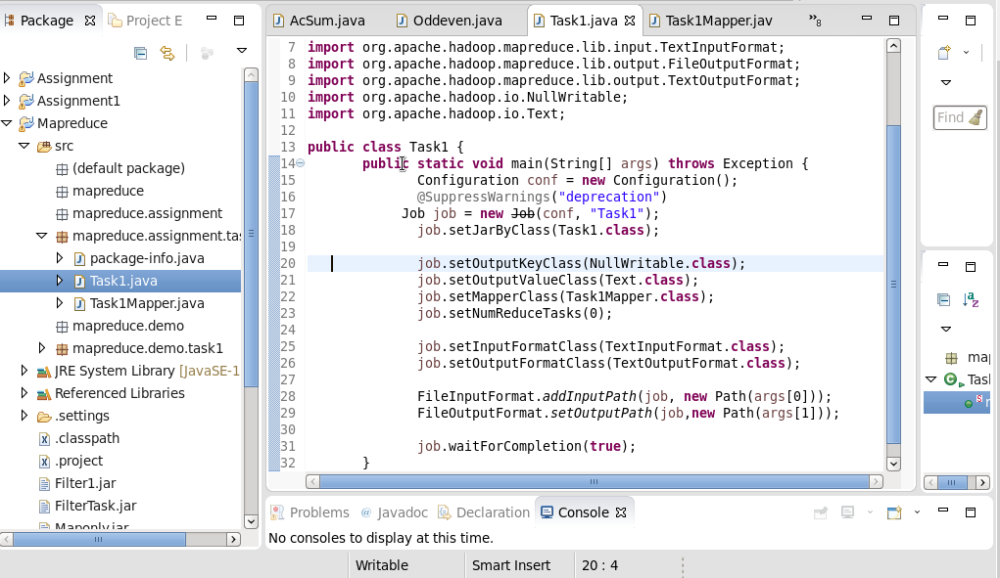 Package
Project E
Assignment
Assignment1
Mapreduce
src
(default package)
mapreduce
mapreduce.assignment
mapreduce.assignment.ta
package-info.java
Task1.java
Task1Mapper.java
mapreduce.demo
mapreduce.demo.task1
JRE System Library [JavaSE-1
Referenced Libraries
.settings
.classpath
.project
Filter1.jar
FilterTask.jar
Maponly.jar
AcSum.java
Oddeven.java
Task1.java
Task1Mapper.jav
»8
7 import org.apache.hadoop.mapreduce.lib.input.TextInputFormat;
8 import org.apache.hadoop.mapreduce.lib.output.FileOutputFormat;
9 import org.apache.hadoop.mapreduce.lib.output.TextOutputFormat;
10 import org.apache.hadoop.io.NullWritable;
11 import org.apache.hadoop.io.Text;
12
13 public class Task1 {
14 public static void main(String[] args) throws Exception {
15 Configuration conf = new Configuration();
16 @SuppressWarnings("deprecation")
17 Job job = new Job(conf, "Task1");
18 job.setJarByClass(Task1.class);
19
20 job.setOutputKeyClass(NullWritable.class);
21 job.setOutputValueClass(Text.class);
22 job.setMapperClass(Task1Mapper.class);
23 job.setNumReduceTasks(0);
24
25 job.setInputFormatClass(TextInputFormat.class);
26 job.setOutputFormatClass(TextOutputFormat.class);
27
28 FileInputFormat.addInputPath(job, new Path(args[0]));
29 FileOutputFormat.setOutputPath(job,new Path(args[1]));
30
31 job.waitForCompletion(true);
32 }
Find
map
Tas
Problems
Javadoc
Declaration
Console
No consoles to display at this time.
Writable
Smart Insert
20 : 4